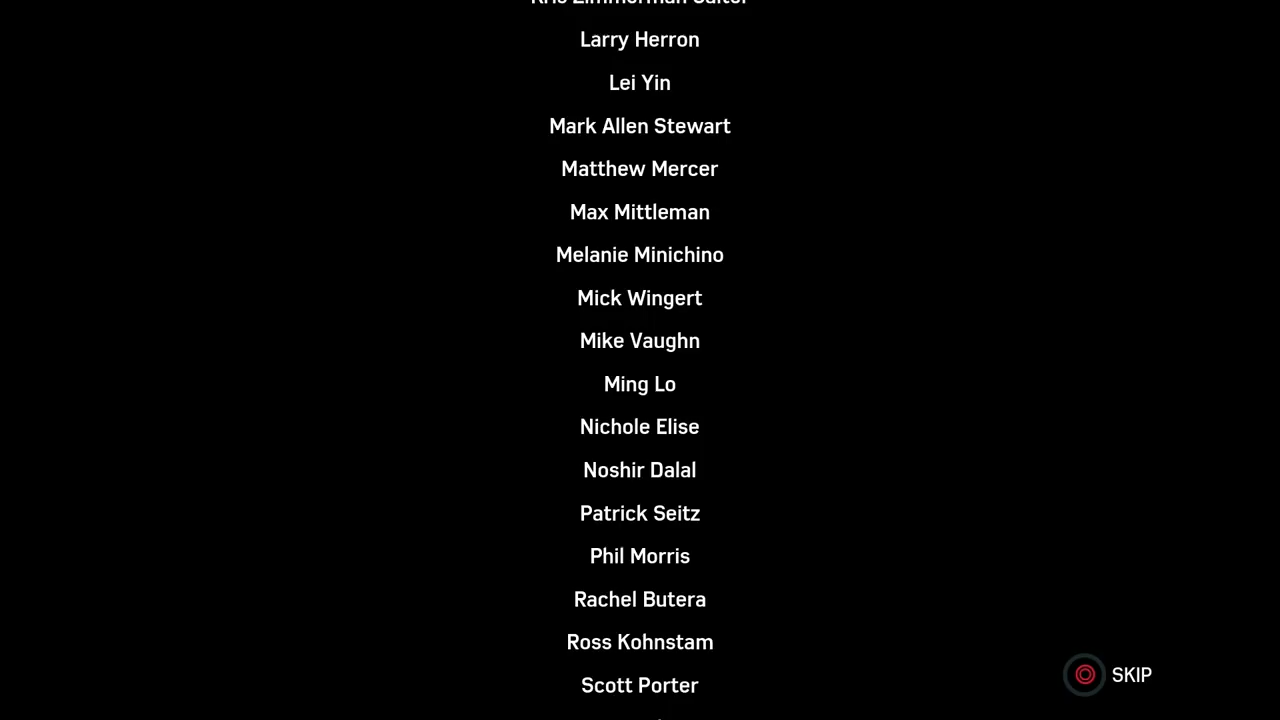 Larry Herron
Lei Yin
Mark Allen Stewart
Matthew Mercer
Max Mittleman
Melanie Minichino
Mick Wingert
Mike Vaughn
Ming Lo
Nichole Elise
Noshir Dalal
Patrick Seitz
Phil Morris
Rachel Butera
Ross Kohnstam
Scott Porter
SKIP